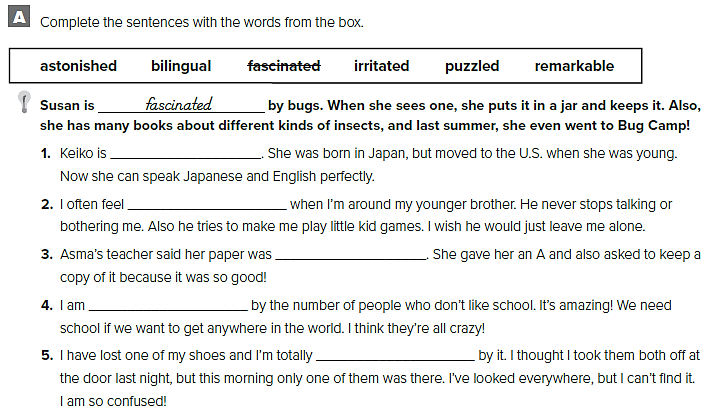 A Complete the sentences with the words from the box.
astonished bilingual fascinated irritated puzzled remarkable
Susan is fascinated by bugs. When she sees one, she puts it in a jar and keeps it. Also,
she has many books about different kinds of insects, and last summer, she even went to Bug Camp!
1. Keiko is ____________________. She was born in Japan, but moved to the U.S. when she was young.
Now she can speak Japanese and English perfectly.
2. I often feel ____________________ when I'm around my younger brother. He never stops talking or
bothering me. Also he tries to make me play little kid games. I wish he would just leave me alone.
3. Asma's teacher said her paper was ____________________. She gave her an A and also asked to keep a
copy of it because it was so good!
4. I am ____________________ by the number of people who don't like school. It's amazing! We need
school if we want to get anywhere in the world. I think they're all crazy!
5. I have lost one of my shoes and I'm totally ____________________ by it. I thought I took them both off at
the door last night, but this morning only one of them was there. I've looked everywhere, but I can't find it.
I am so confused!